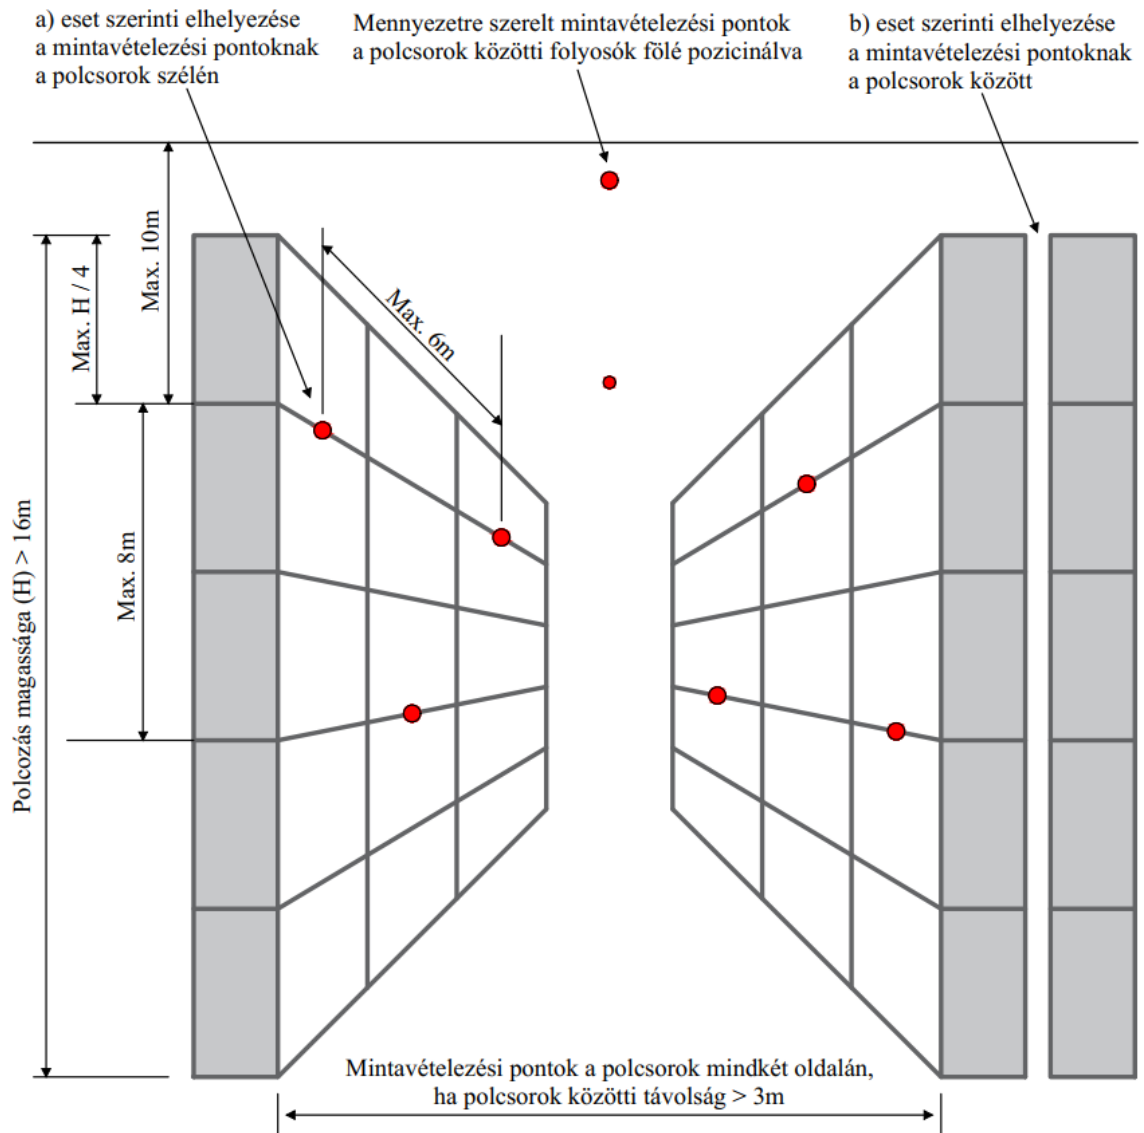 a) eset szerinti elhelyezése
a mintavételezési pontoknak
a polcsorok szélén
Mennyezetre szerelt mintavételezési pontok
a polcsorok közötti folyosók fölé pozicinálva
b) eset szerinti elhelyezése
a mintavételezési pontoknak
a polcsorok között
Max. 10m
Max. H / 4
Max. 6m
Max. 8m
Polcozás magassága (H) > 16m
Mintavételezési pontok a polcsorok mindkét oldalán,
ha polcsorok közötti távolság > 3m